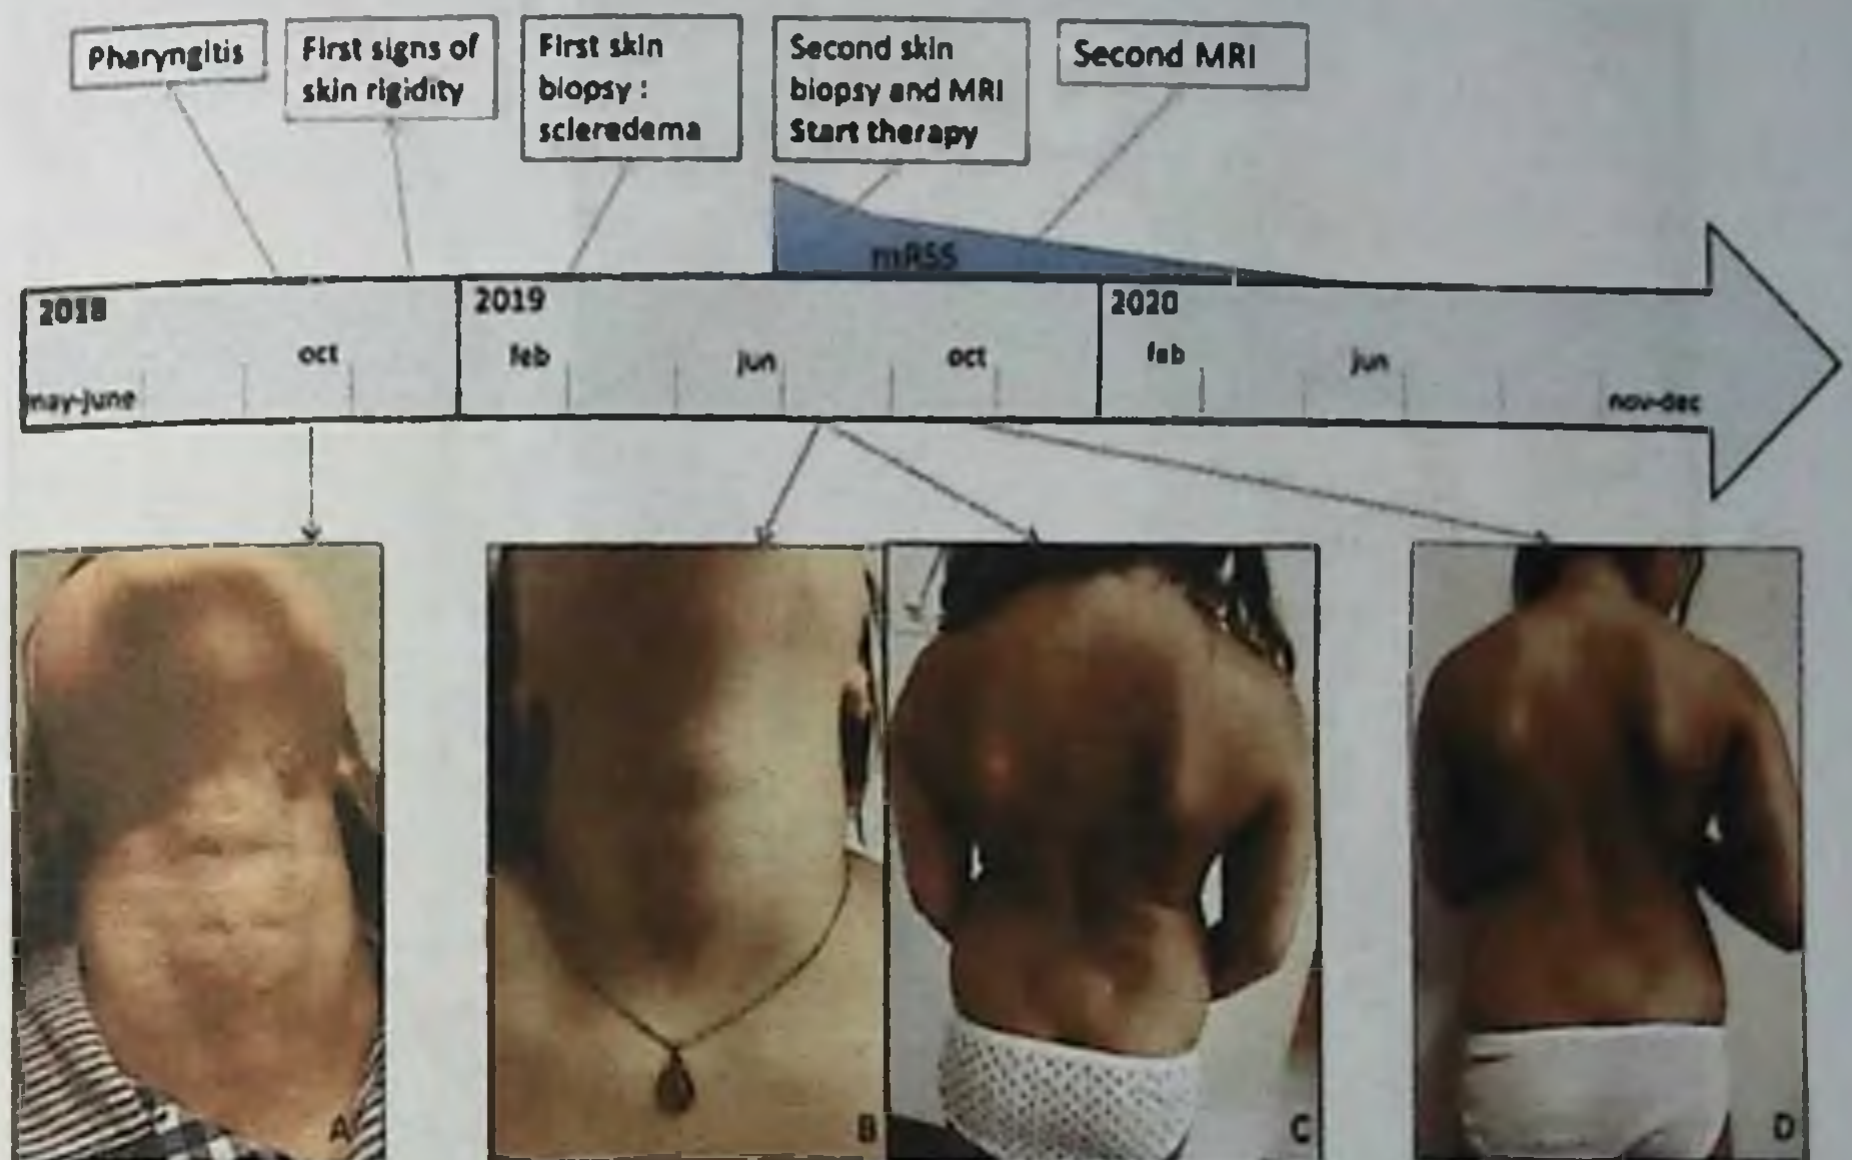 Pharyngitis
First signs of
skin rigidity
First skin
biopsy :
scleredema
Second skin
biopsy and MRI
Start therapy
Second MRI
mRSS
2018
2019
2020
oct
feb
jun
oct
feb
jun
may-june
nov-dec
A
B
C
D